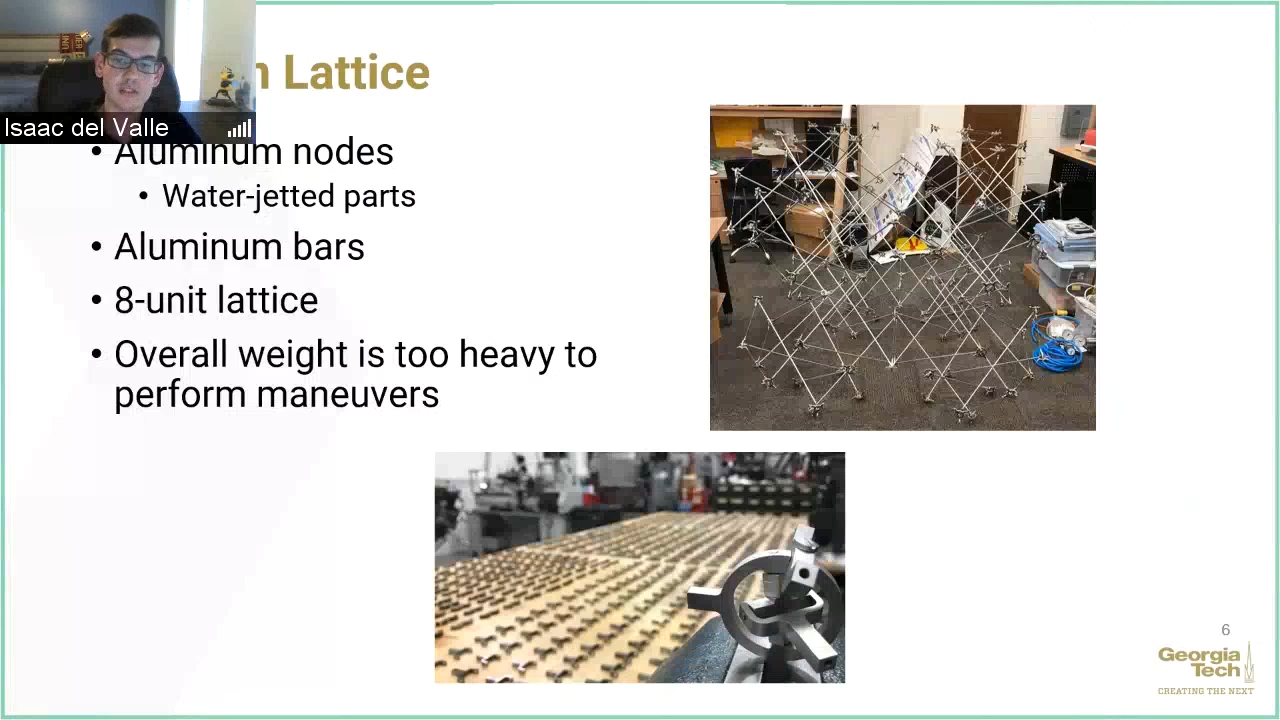 n Lattice
Isaac del Valle
• Aluminum nodes
• Water-jetted parts
• Aluminum bars
• 8-unit lattice
• Overall weight is too heavy to
perform maneuvers
6
Georgia
Tech
CREATING THE NEXT